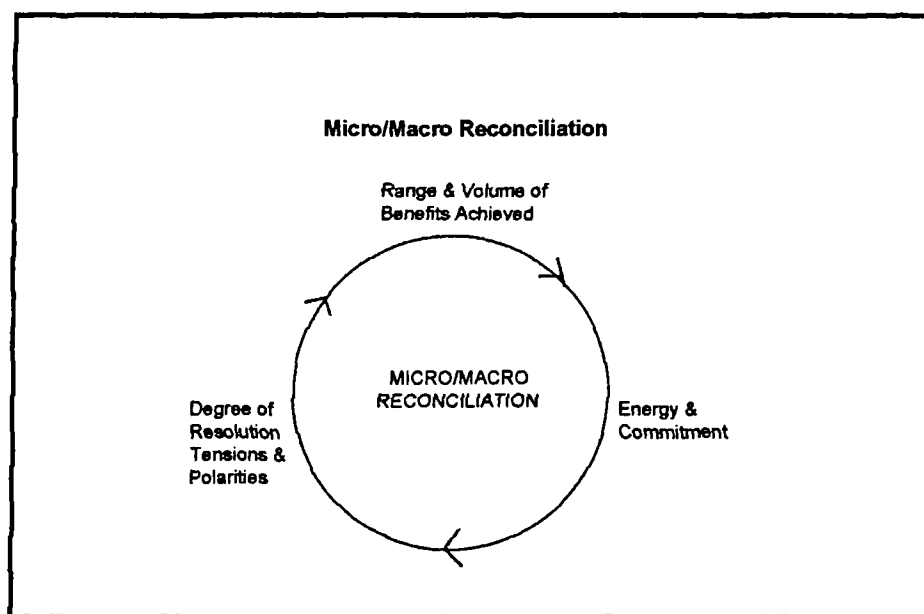 Micro/Macro Reconciliation
Range & Volume of
Benefits Achieved
MICRO/MACRO
RECONCILIATION
Degree of
Resolution
Tensions &
Polarities
Energy &
Commitment